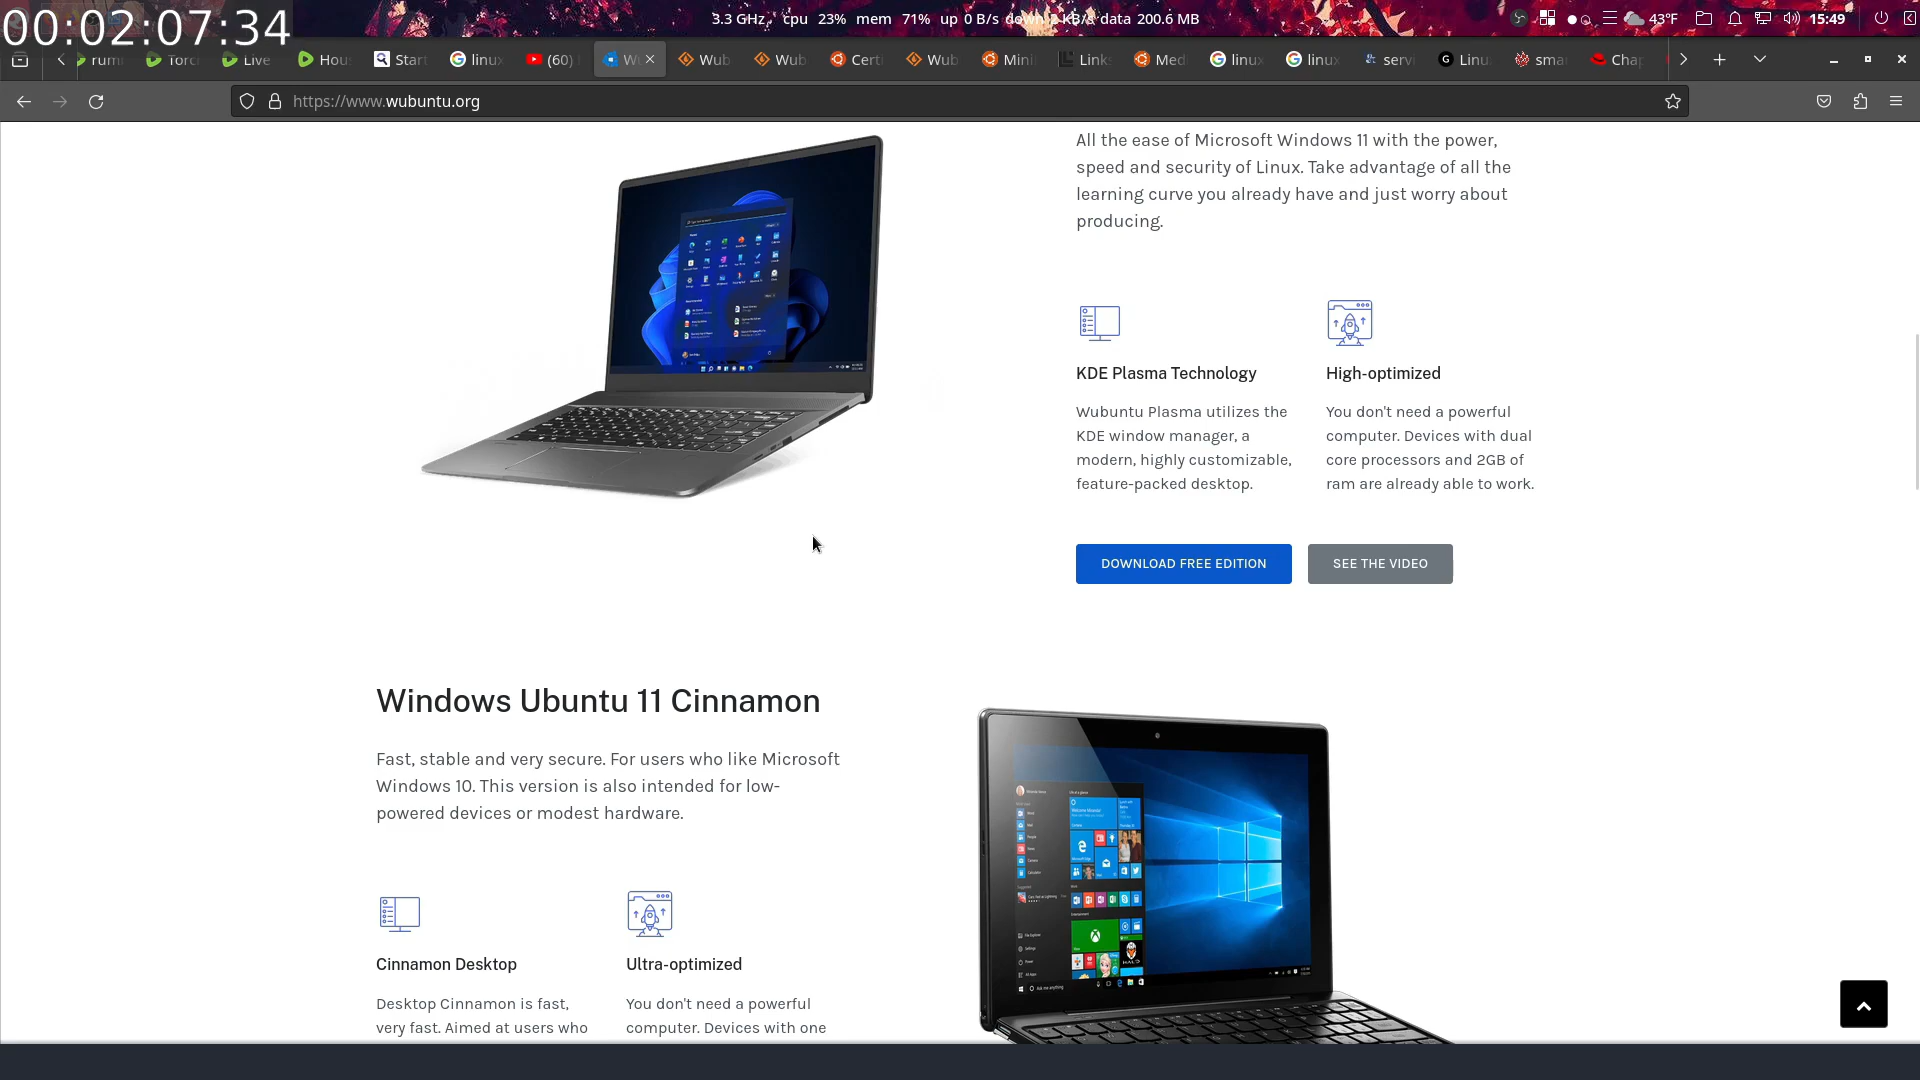 00:02:07:34
3.3 GHz cpu 23% mem 71% up 0 B/s down 2 KB/s data 200.6 MB
43°F
15:49
rumi
Torc
Live
Hou
Start
linux
(60)
Wub
Wub
Certi
Wub
Mini
Links
Med
linux
linux
servi
Linu
sma
Chap
https://www.wubuntu.org
All the ease of Microsoft Windows 11 with the power,
speed and security of Linux. Take advantage of all the
learning curve you already have and just worry about
producing.
KDE Plasma Technology
Wubuntu Plasma utilizes the
KDE window manager, a
modern, highly customizable,
feature-packed desktop.
High-optimized
You don't need a powerful
computer. Devices with dual
core processors and 2GB of
ram are already able to work.
DOWNLOAD FREE EDITION
SEE THE VIDEO
Windows Ubuntu 11 Cinnamon
Fast, stable and very secure. For users who like Microsoft
Windows 10. This version is also intended for low-
powered devices or modest hardware.
Cinnamon Desktop
Desktop Cinnamon is fast,
very fast. Aimed at users who
Ultra-optimized
You don't need a powerful
computer. Devices with one